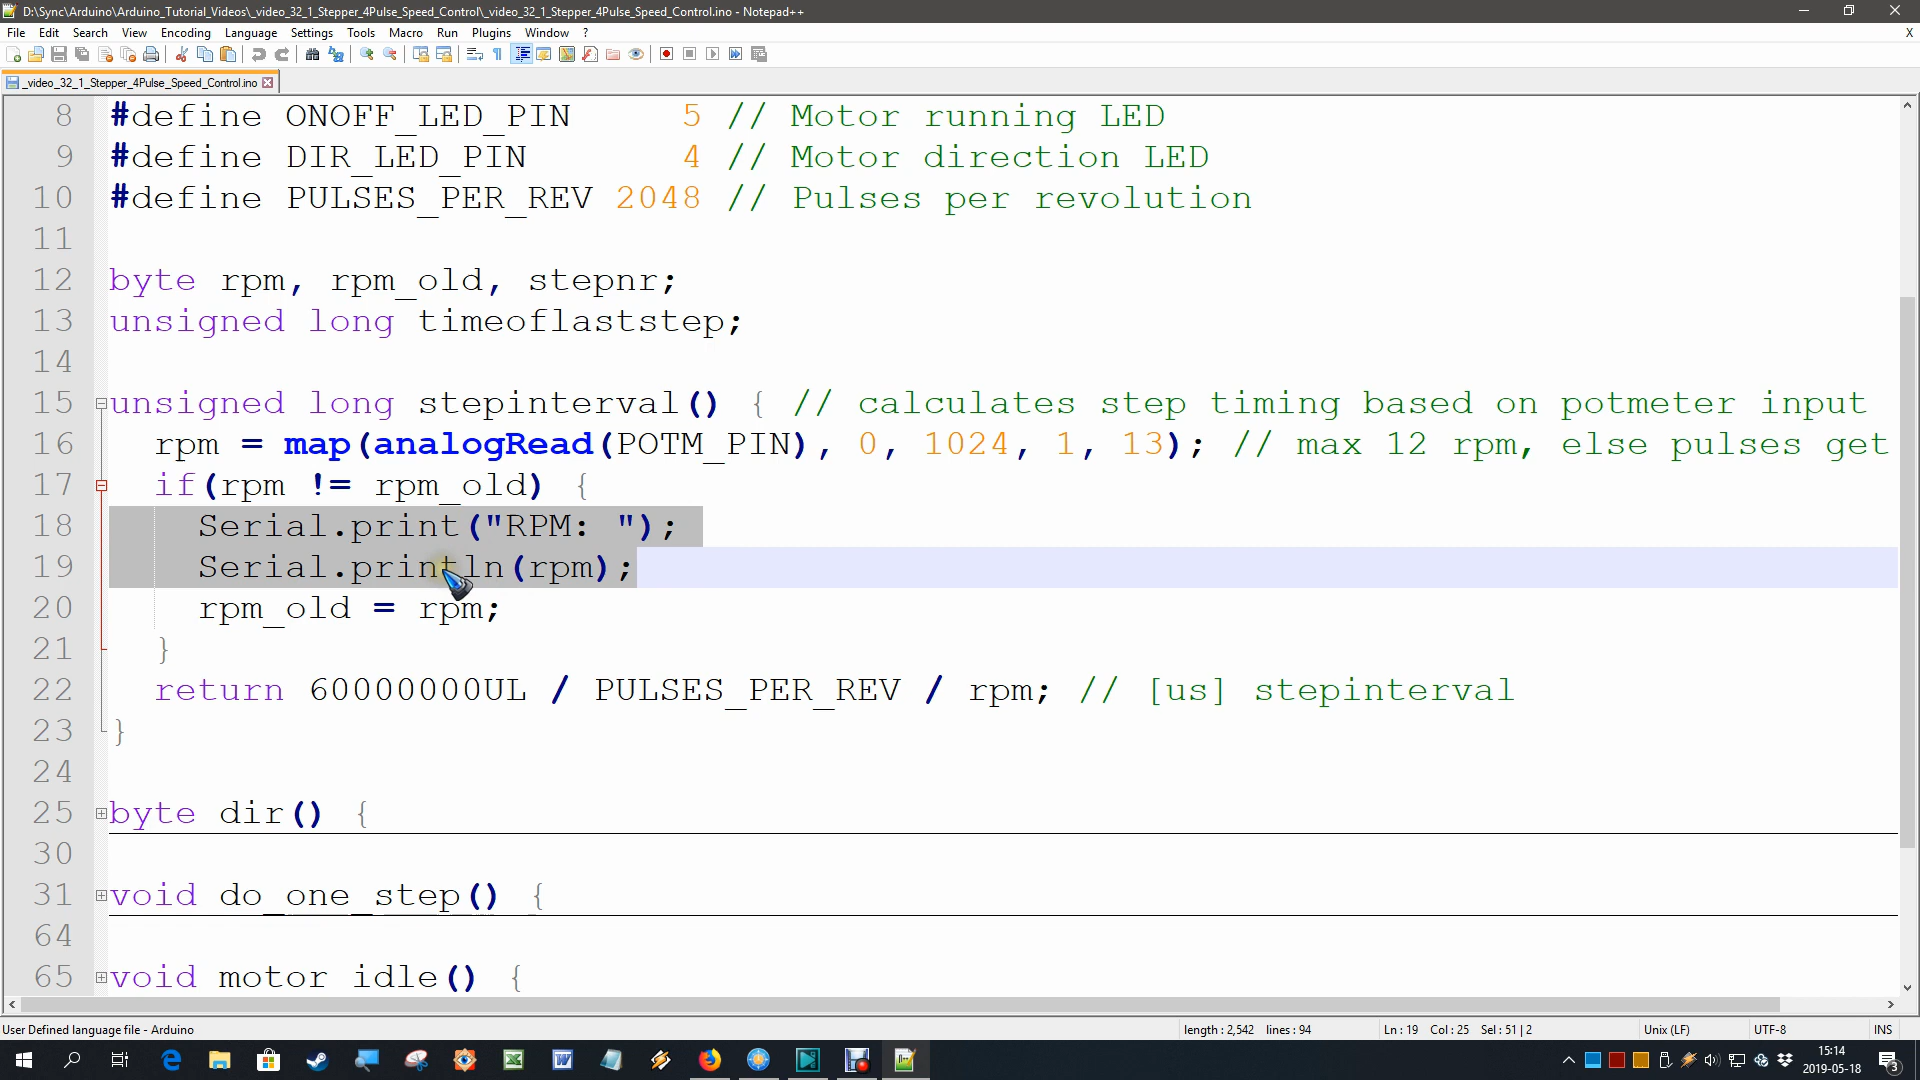 D:\Sync\Arduino\Arduino_Tutorial_Videos\_video_32_1_Stepper_4Pulse_Speed_Control\_video_32_1_Stepper_4Pulse_Speed_Control.ino - Notepad++
File Edit Search View Encoding Language Settings Tools Macro Run Plugins Window ? X
_video_32_1_Stepper_4Pulse_Speed_Control.ino
8 #define ONOFF_LED_PIN 5 // Motor running LED
9 #define DIR_LED_PIN 4 // Motor direction LED
10 #define PULSES_PER_REV 2048 // Pulses per revolution
11
12 byte rpm, rpm_old, stepnr;
13 unsigned long timeoflaststep;
14
15 unsigned long stepinterval() { // calculates step timing based on potmeter input
16 rpm = map(analogRead(POTM_PIN), 0, 1024, 1, 13); // max 12 rpm, else pulses get
17 if(rpm != rpm_old) {
18 Serial.print("RPM: ");
19 Serial.println(rpm);
20 rpm_old = rpm;
21 }
22 return 60000000UL / PULSES_PER_REV / rpm; // [us] stepinterval
23 }
24
25 byte dir() {
30
31 void do_one_step() {
64
65 void motor idle() {
User Defined language file - Arduino length : 2,542 lines : 94 Ln : 19 Col : 25 Sel : 51 | 2 Unix (LF) UTF-8 INS
15:14
2019-05-18
3